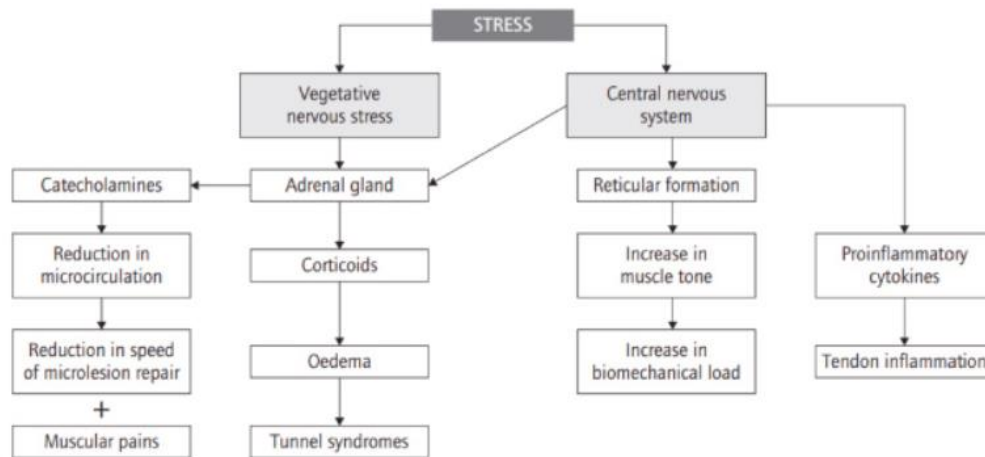 STRESS
Vegetative
nervous stress
Central nervous
system
Catecholamines
Adrenal gland
Reticular formation
Reduction in
microcirculation
Corticoids
Increase in
muscle tone
Proinflammatory
cytokines
Reduction in speed
of microlesion repair
Oedema
Increase in
biomechanical load
Tendon inflammation
+
Muscular pains
Tunnel syndromes